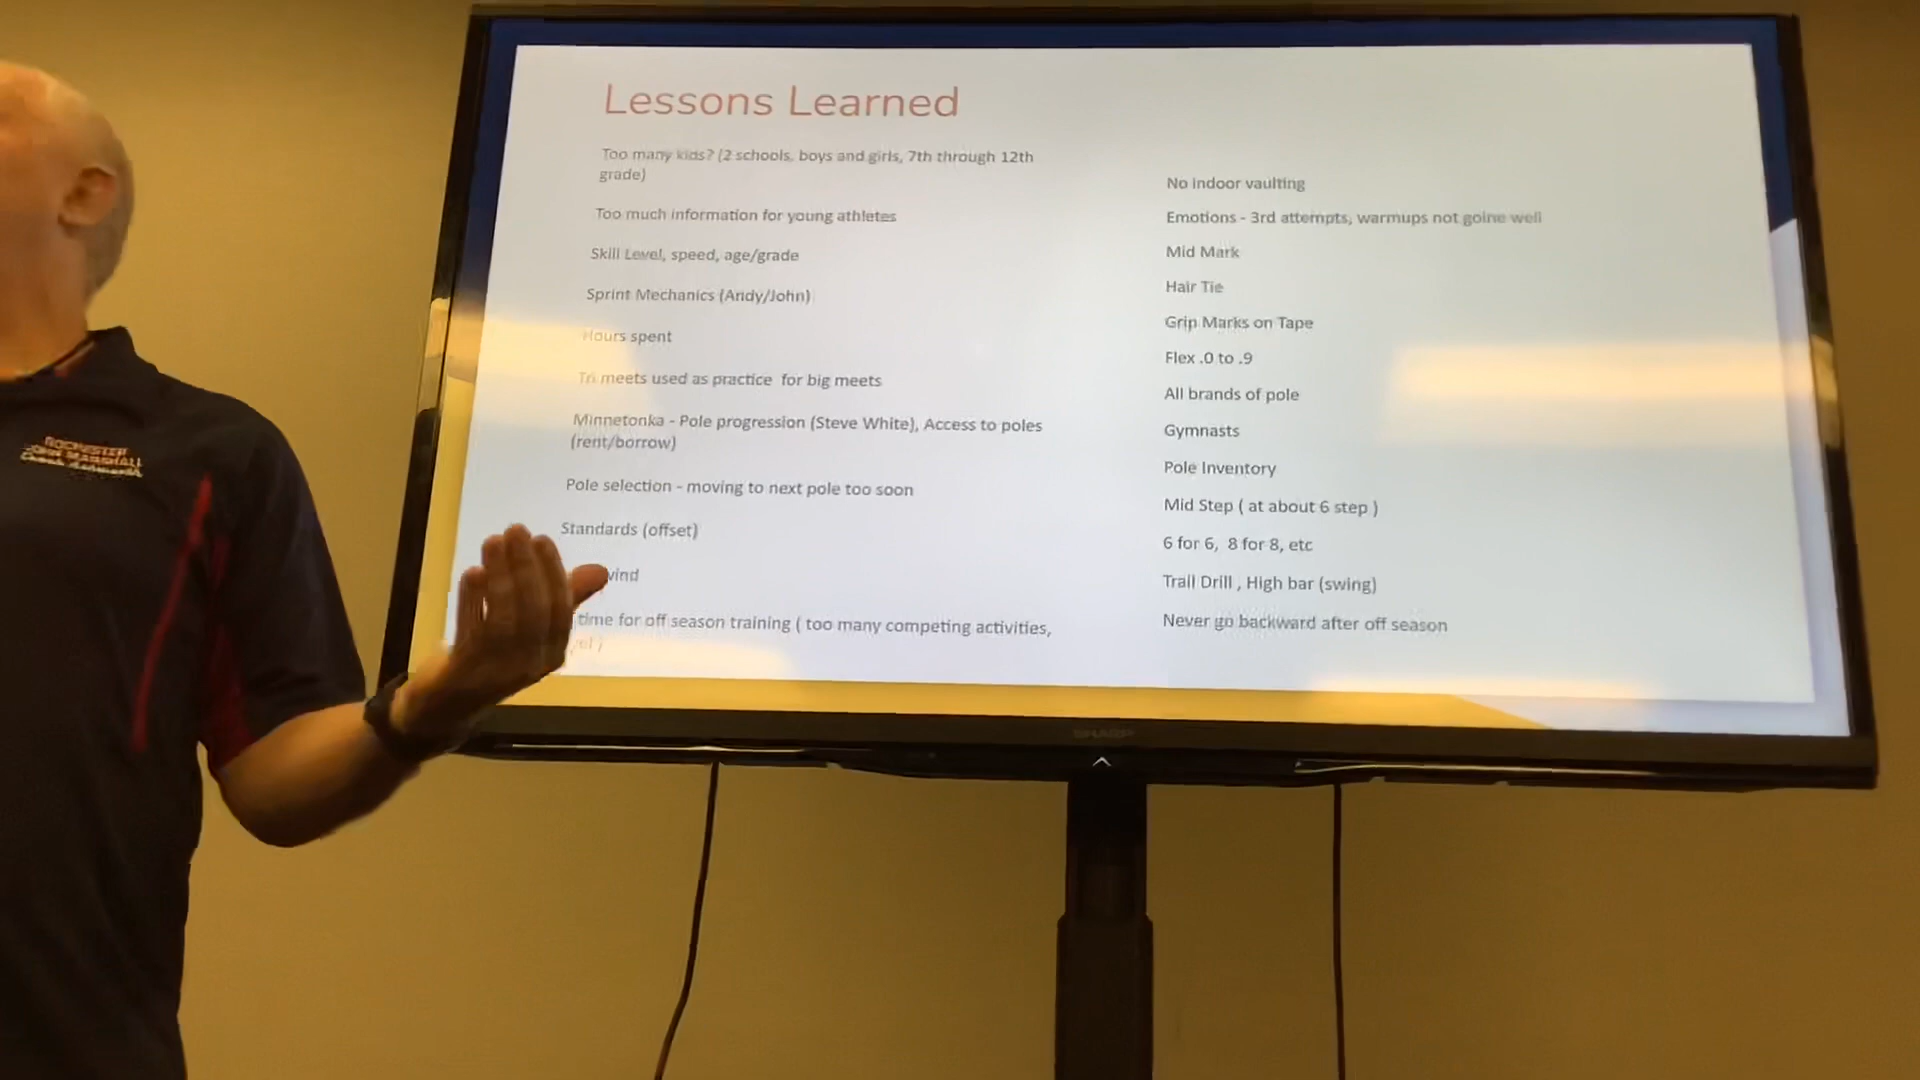 Lessons Learned
Too many kids? (2 schools, boys and girls, 7th through 12th
grade)
Too much information for young athletes
Skill Level, speed, age/grade
Sprint Mechanics (Andy/John)
Hours spent
Tri meets used as practice for big meets
Minnetonka - Pole progression (Steve White), Access to poles
(rent/borrow)
Pole selection - moving to next pole too soon
Standards (offset)
time for off season training ( too many competing activities,
No indoor vaulting
Emotions - 3rd attempts, warmups not going well
Mid Mark
Hair Tie
Grip Marks on Tape
Flex .0 to .9
All brands of pole
Gymnasts
Pole Inventory
Mid Step ( at about 6 step )
6 for 6, 8 for 8, etc
Trail Drill , High bar (swing)
Never go backward after off season
ROCHESTER
JOHN MARSHALL
SHARP